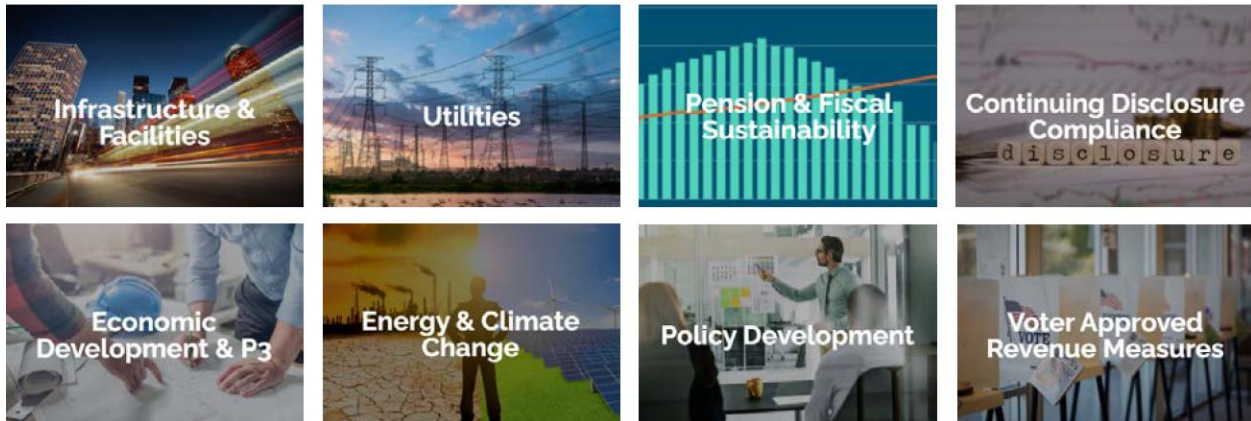 Infrastructure &
Facilities
Utilities
Pension & Fiscal
Sustainability
Continuing Disclosure
Compliance
disclosure
Economic
Development & P3
Energy & Climate
Change
Policy Development
Voter Approved
Revenue Measures
VOTE